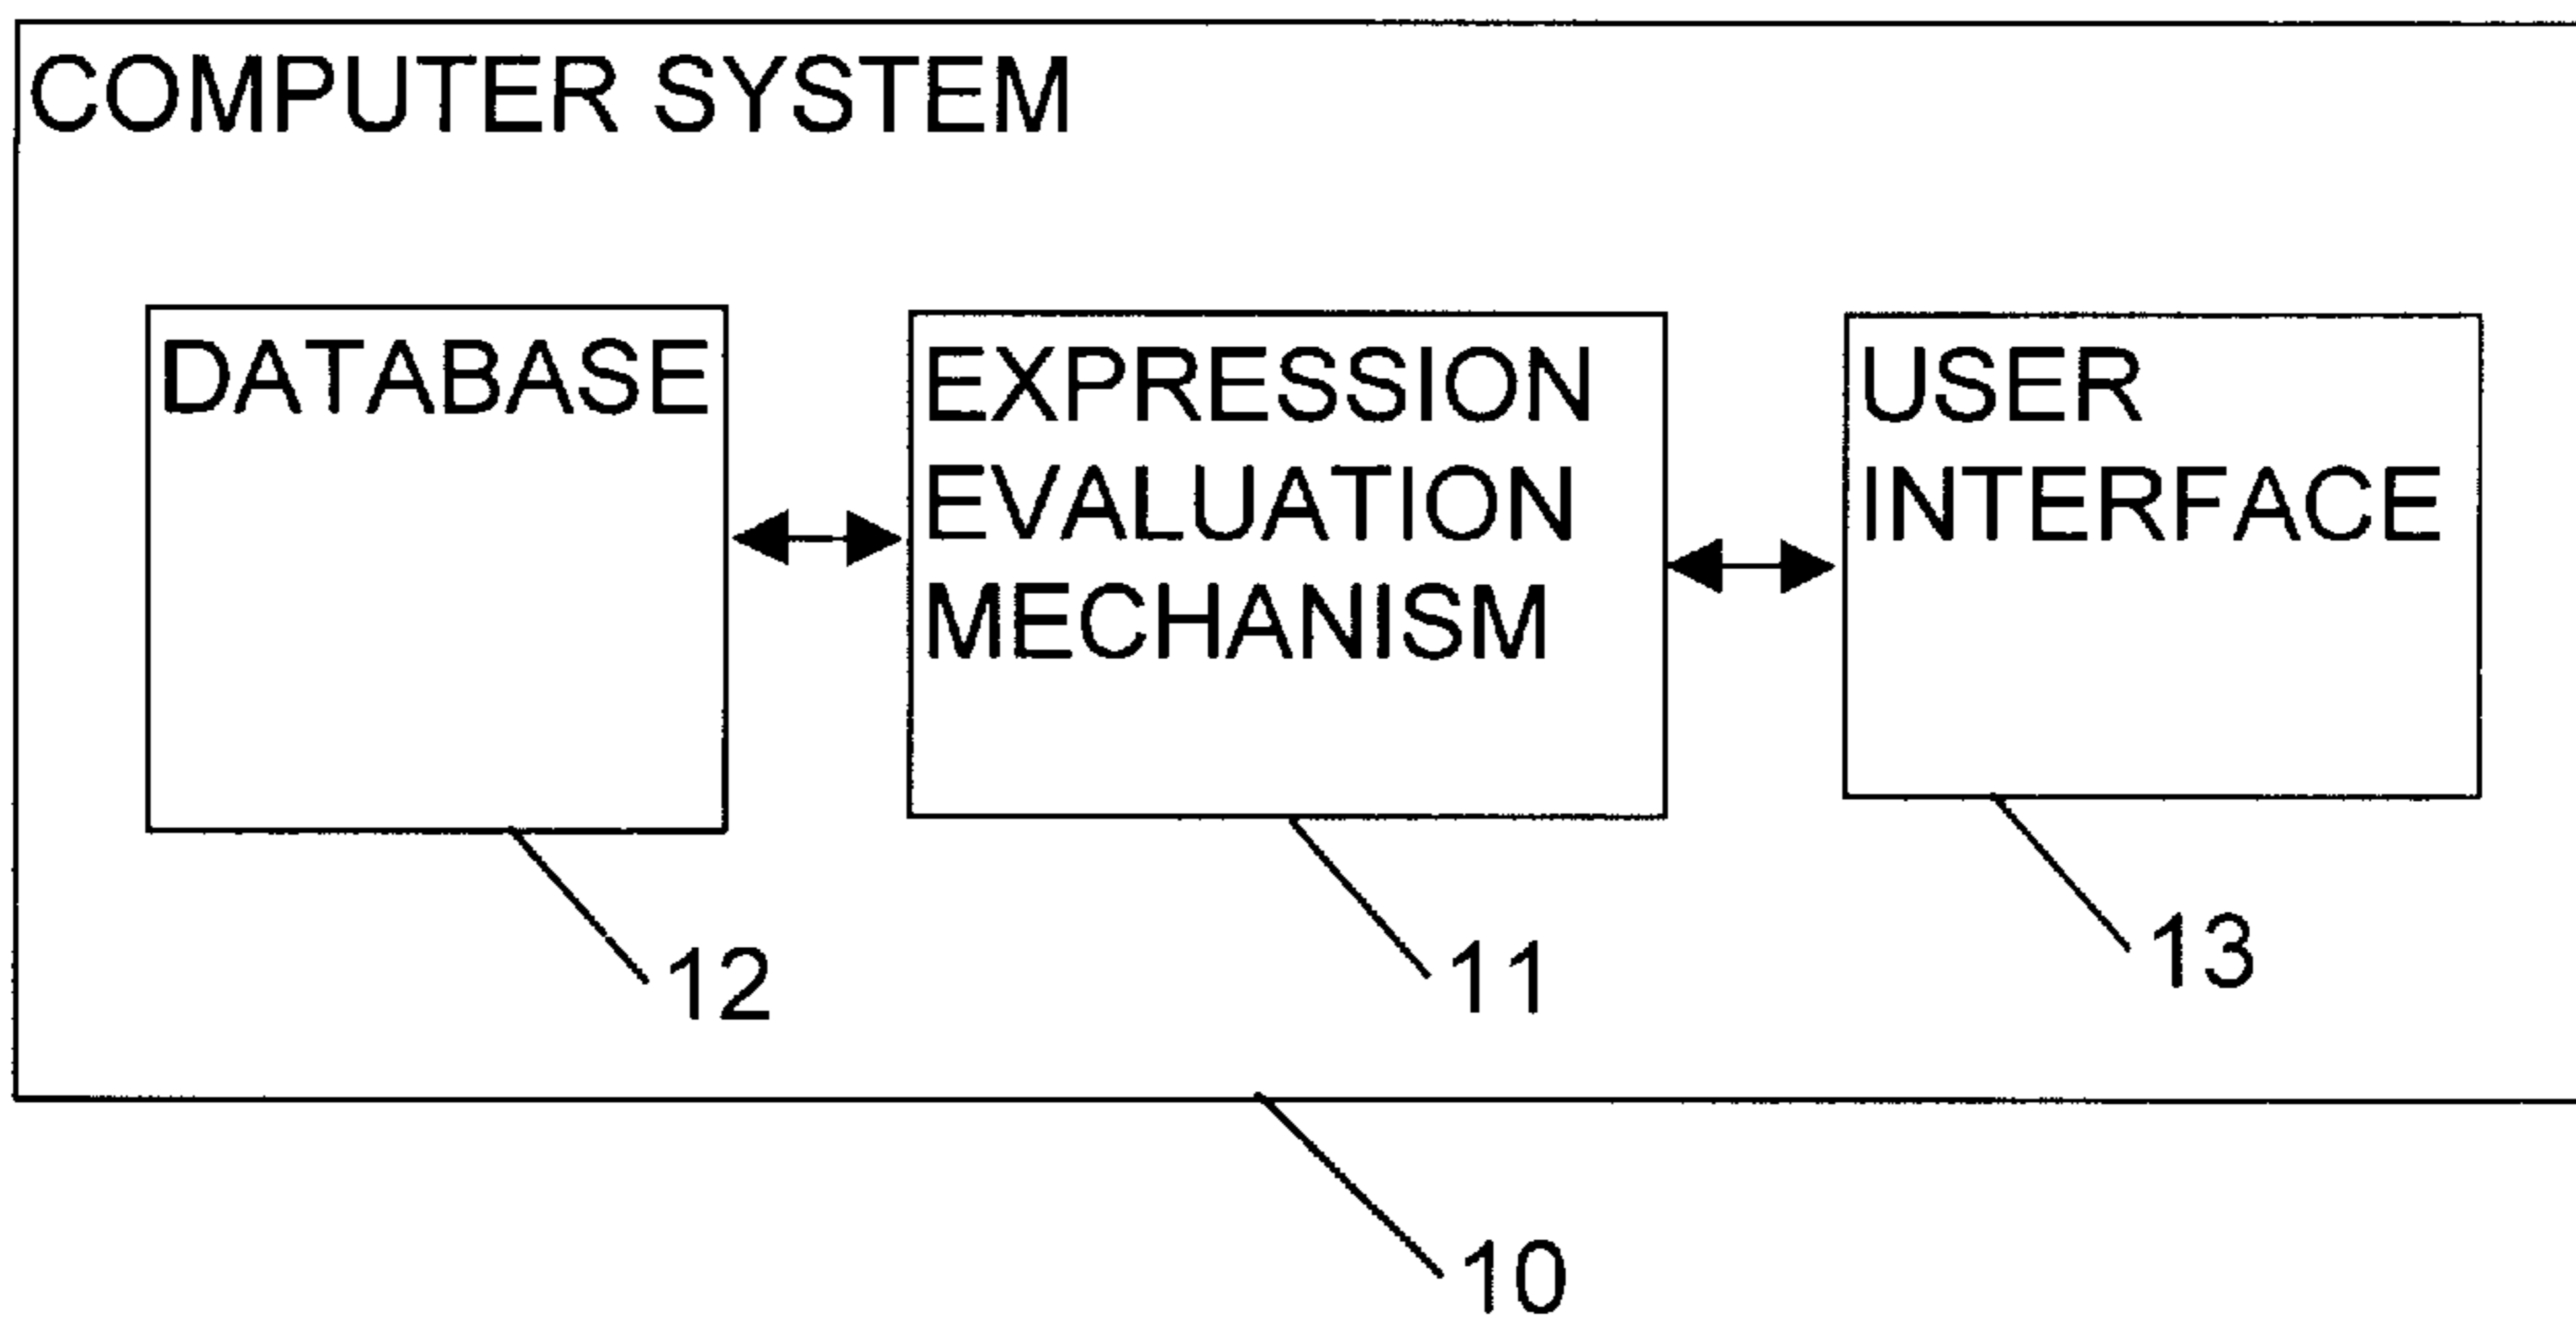 COMPUTER SYSTEM
DATABASE
EXPRESSION
EVALUATION
MECHANISM
USER
INTERFACE
12
11
13
10